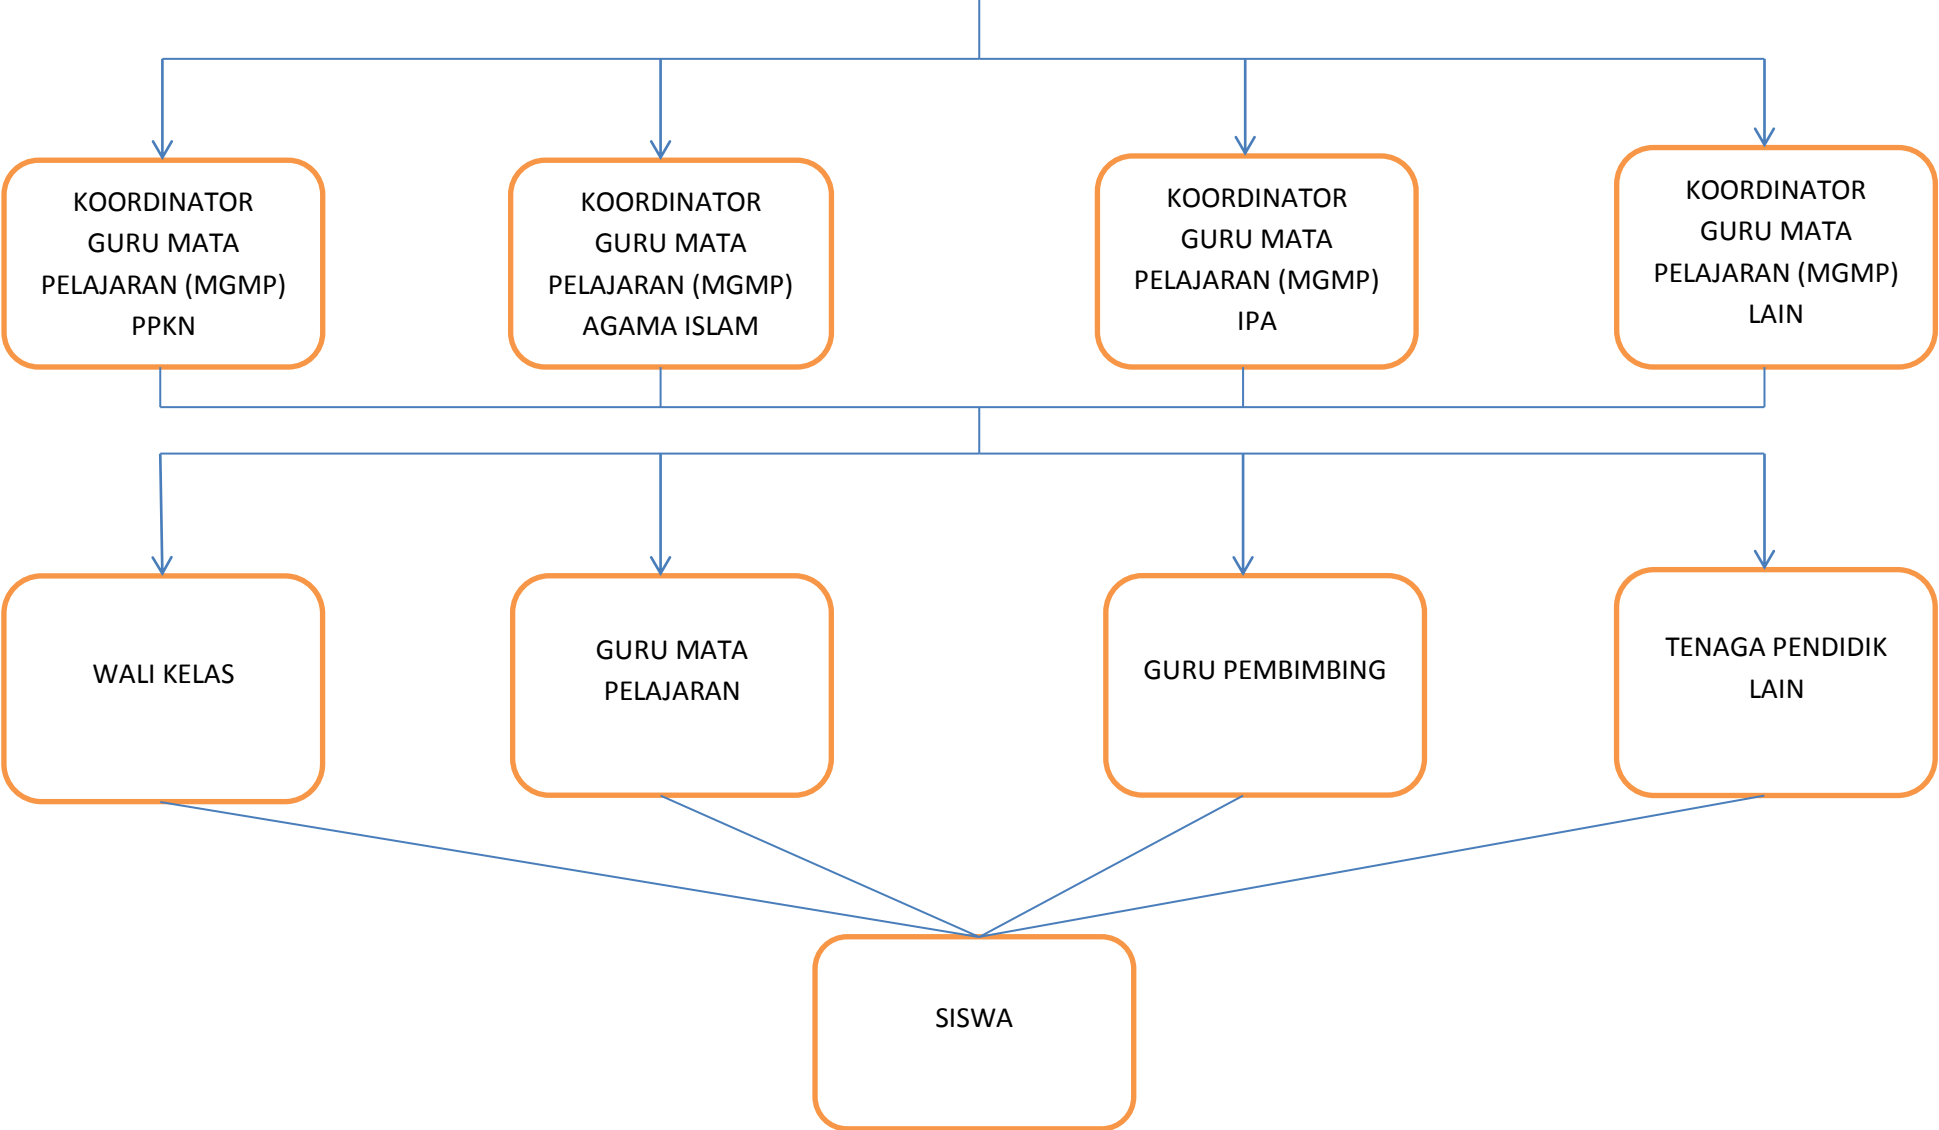 KOORDINATOR
GURU MATA
PELAJARAN (MGMP)
PPKN
KOORDINATOR
GURU MATA
PELAJARAN (MGMP)
AGAMA ISLAM
KOORDINATOR
GURU MATA
PELAJARAN (MGMP)
IPA
KOORDINATOR
GURU MATA
PELAJARAN (MGMP)
LAIN
WALI KELAS
GURU MATA
PELAJARAN
GURU PEMBIMBING
TENAGA PENDIDIK
LAIN
SISWA